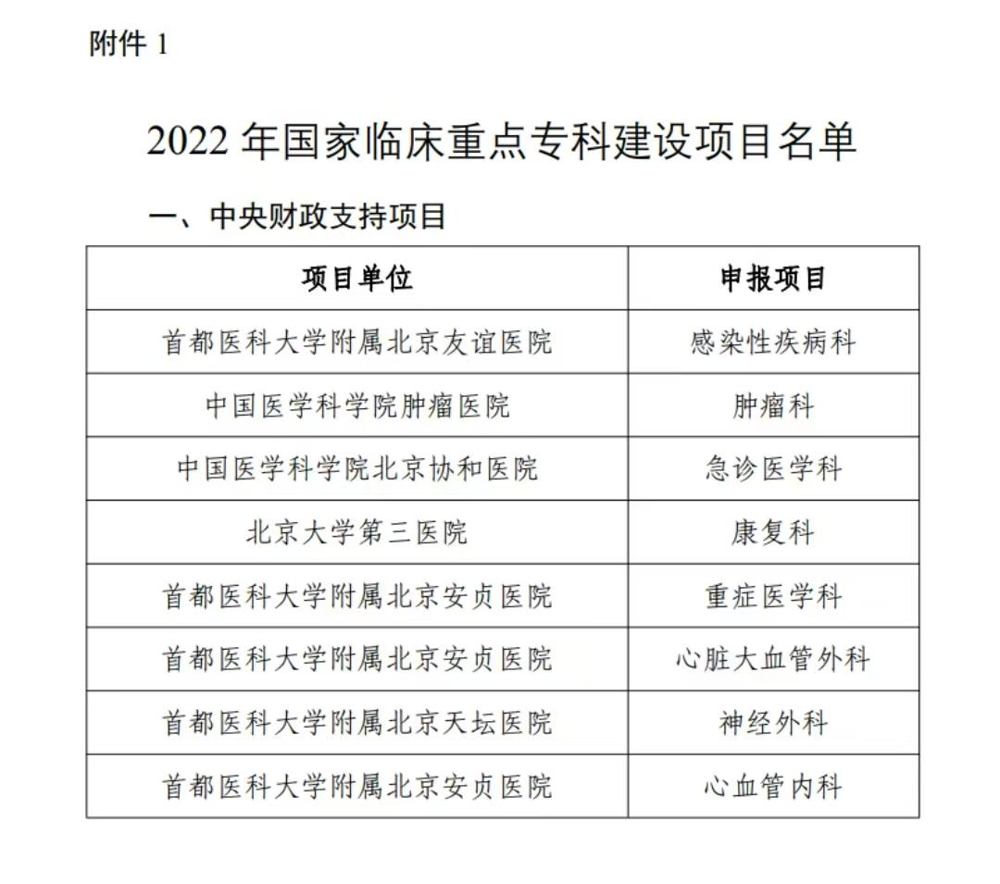 附件 1
2022 年国家临床重点专科建设项目名单
一、中央财政支持项目
项目单位 申报项目
首都医科大学附属北京友谊医院 感染性疾病科
中国医学科学院肿瘤医院 肿瘤科
中国医学科学院北京协和医院 急诊医学科
北京大学第三医院 康复科
首都医科大学附属北京安贞医院 重症医学科
首都医科大学附属北京安贞医院 心脏大血管外科
首都医科大学附属北京天坛医院 神经外科
首都医科大学附属北京安贞医院 心血管内科